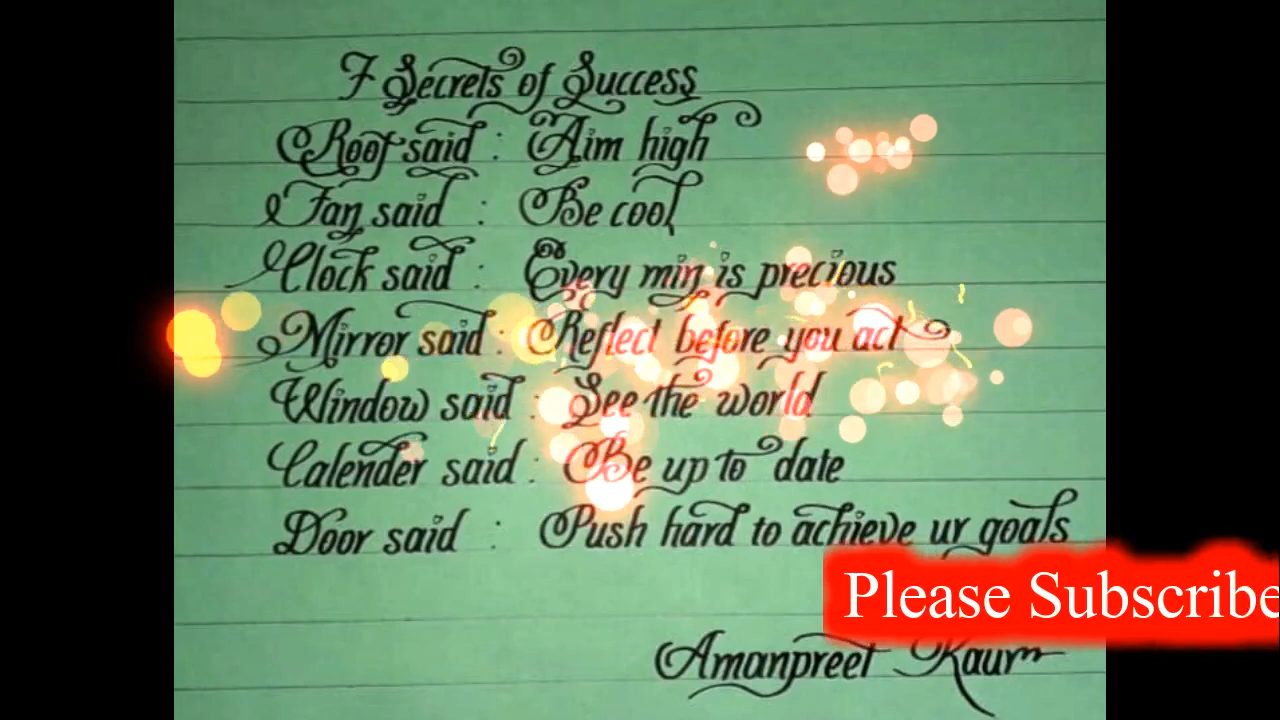 7 Secrets of Success
Roof said : Aim high
Fan said : Be cool
Clock said : Every min is precious
Mirror said : Reflect before you act
Window said : See the world
Calender said : Be up to date
Door said : Push hard to achieve ur goals
Please Subscribe
Amanpreet Kaur